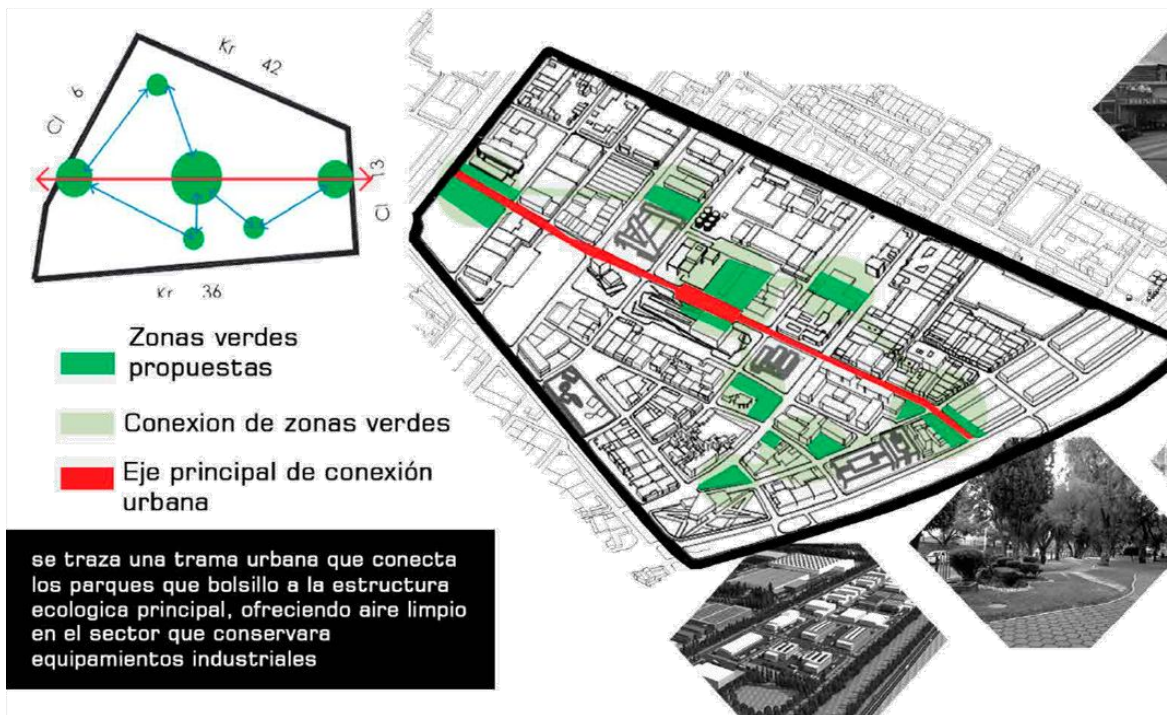 Kr 42
Cl 6
Cl 13
Kr 36
Zonas verdes
propuestas
Conexion de zonas verdes
Eje principal de conexión
urbana
se traza una trama urbana que conecta
los parques que bolsillo a la estructura
ecologica principal, ofreciendo aire limpio
en el sector que conservara
equipamientos industriales